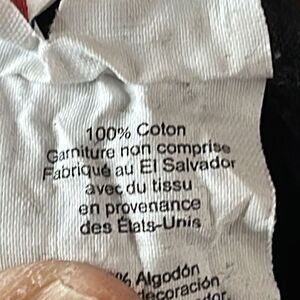 100% Coton
Garniture non comprise
Fabriqué au El Salvador
avec du tissu
en provenance
des États-Unis
% Algodón
decoración